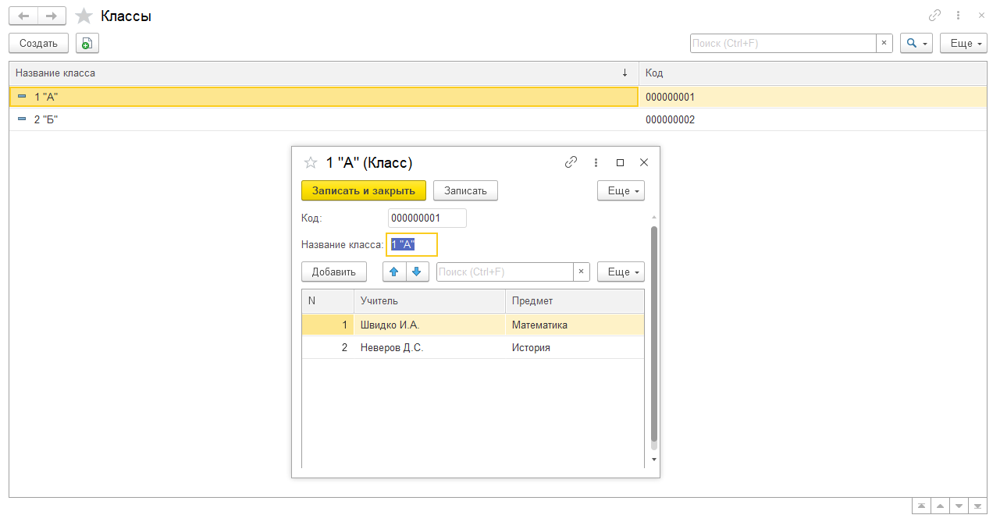 Классы
Создать Поиск (Ctrl+F) × Еще
Название класса ↓ Код
1 "А" 000000001
2 "Б" 000000002
1 "А" (Класс)
Записать и закрыть Записать Еще
Код: 000000001
Название класса: 1 "А"
Добавить Поиск (Ctrl+F) × Еще
N Учитель Предмет
1 Швидко И.А. Математика
2 Неверов Д.С. История